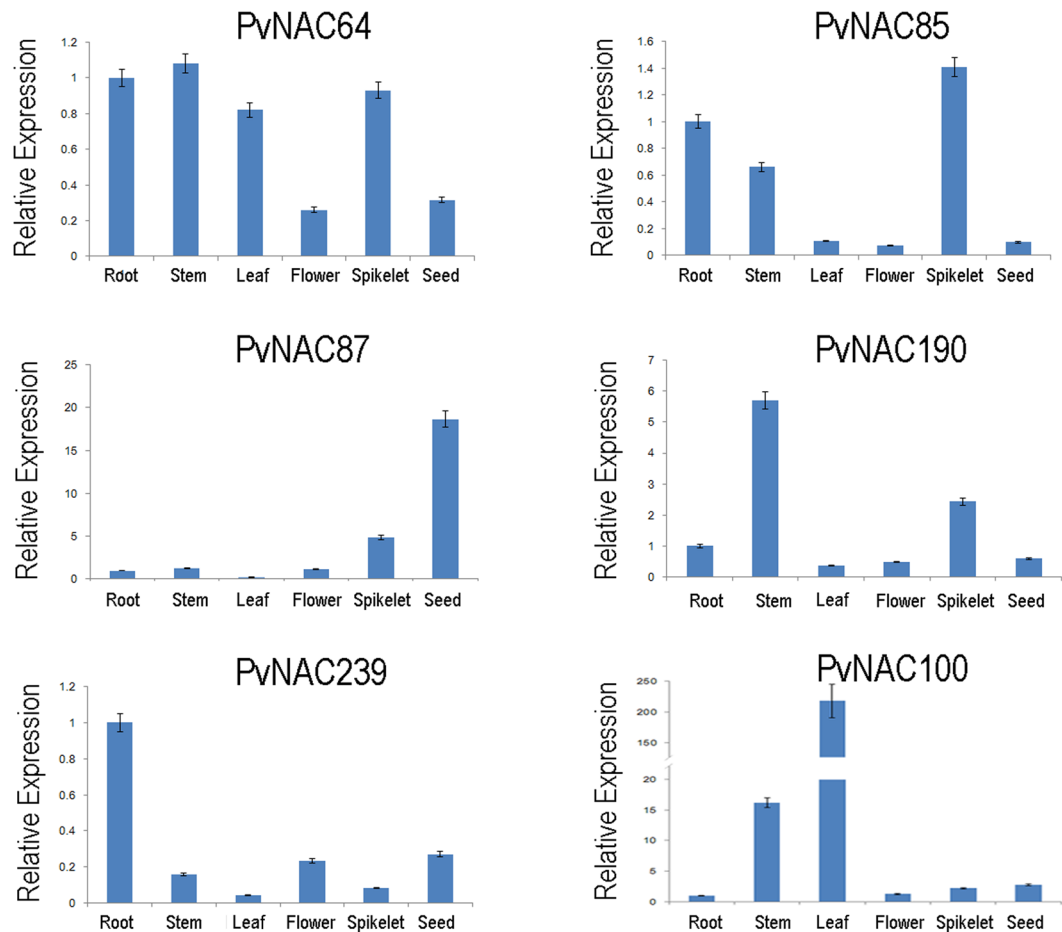 PvNAC64
Relative Expression
1.2
1
0.8
0.6
0.4
0.2
0
Root Stem Leaf Flower Spikelet Seed
PvNAC85
Relative Expression
1.6
1.4
1.2
1
0.8
0.6
0.4
0.2
0
Root Stem Leaf Flower Spikelet Seed
PvNAC87
Relative Expression
25
20
15
10
5
0
Root Stem Leaf Flower Spikelet Seed
PvNAC190
Relative Expression
7
6
5
4
3
2
1
0
Root Stem Leaf Flower Spikelet Seed
PvNAC239
Relative Expression
1.2
1
0.8
0.6
0.4
0.2
0
Root Stem Leaf Flower Spikelet Seed
PvNAC100
Relative Expression
250
200
150
20
15
10
5
0
Root Stem Leaf Flower Spikelet Seed